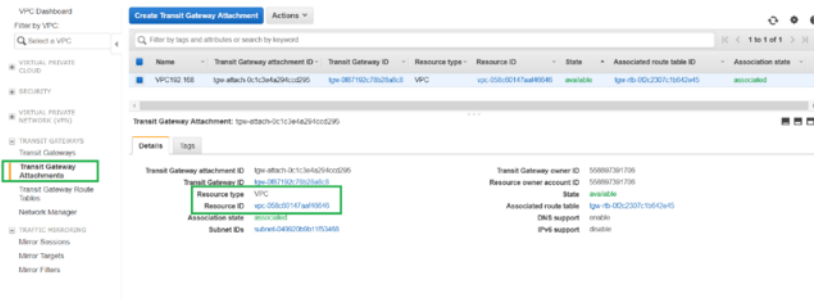 VPC Dashboard
Filter by VPC:
Select a VPC
VIRTUAL PRIVATE
CLOUD
SECURITY
VIRTUAL PRIVATE
NETWORK (VPN)
TRANSIT GATEWAYS
Transit Gateways
Transit Gateway
Attachments
Transit Gateway Route
Tables
Network Manager
TRAFFIC MIRRORING
Mirror Sessions
Mirror Targets
Mirror Filters
Create Transit Gateway Attachment Actions
Filter by tags and attributes or search by keyword 1 to 1 of 1
Name Transit Gateway attachment ID Transit Gateway ID Resource type Resource ID State Associated route table ID Association state
VPC192 168 VPC available associated
Transit Gateway Attachment:
Details Tags
Transit Gateway attachment ID
Transit Gateway ID
Resource type VPC
Resource ID
Association state associated
Subnet IDs
Transit Gateway owner ID
Resource owner account ID
State available
Associated route table
DNS support enable
IPv6 support disable